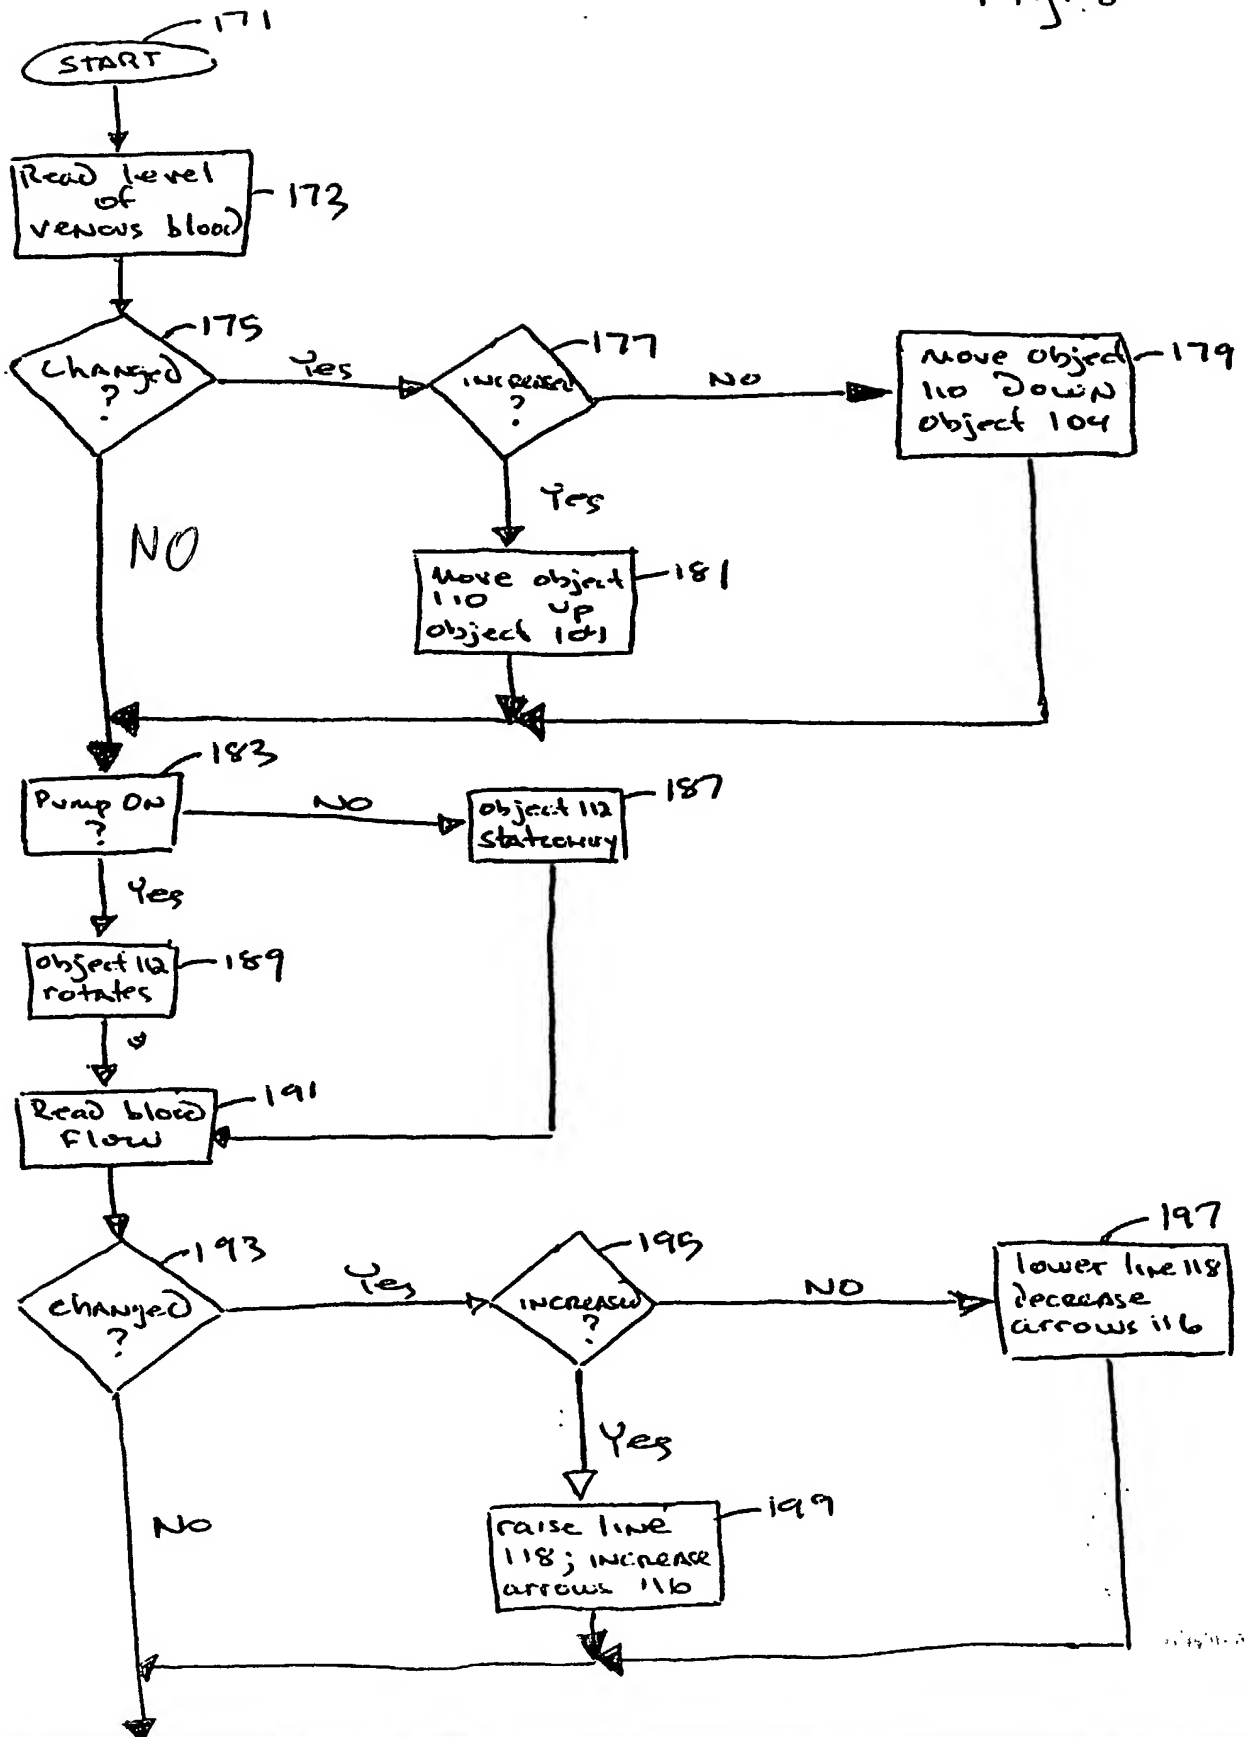 171
START
Read level
of
venous blood
173
Changed
?
175
Yes
INCREASED
?
177
NO
Move object
110 DOWN
object 104
179
NO
Yes
Move object
110 up
object 104
181
Pump ON
?
183
NO
object 112
stationary
187
Yes
object 112
rotates
189
Read blood
Flow
191
Changed
?
193
Yes
INCREASED
?
195
NO
lower line 118
decrease
arrows 116
197
NO
Yes
raise line
118; INCREASE
arrows 116
199